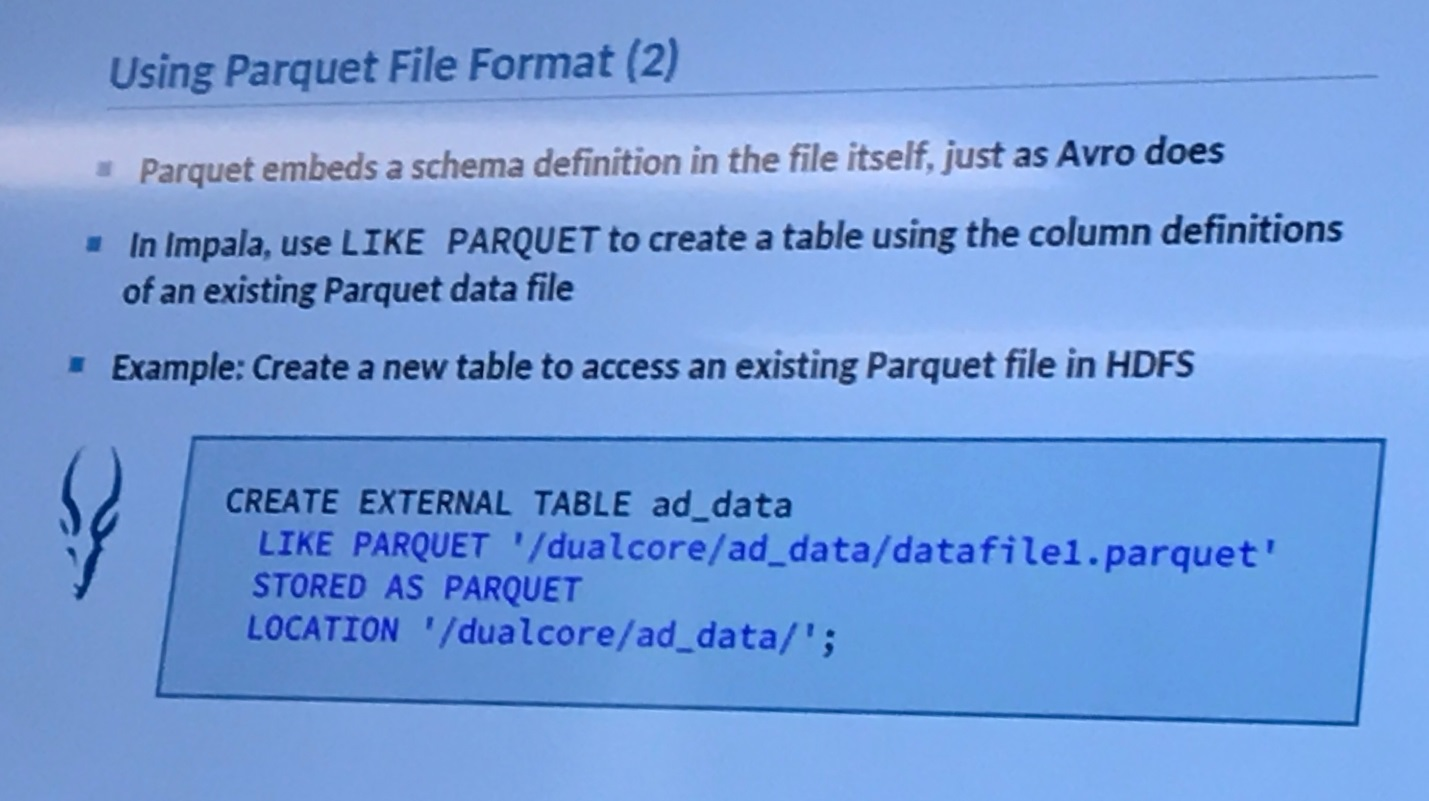 Using Parquet File Format (2)
Parquet embeds a schema definition in the file itself, just as Avro does
In Impala, use LIKE PARQUET to create a table using the column definitions
of an existing Parquet data file
Example: Create a new table to access an existing Parquet file in HDFS
CREATE EXTERNAL TABLE ad_data
LIKE PARQUET '/dualcore/ad_data/datafile1.parquet'
STORED AS PARQUET
LOCATION '/dualcore/ad_data/';